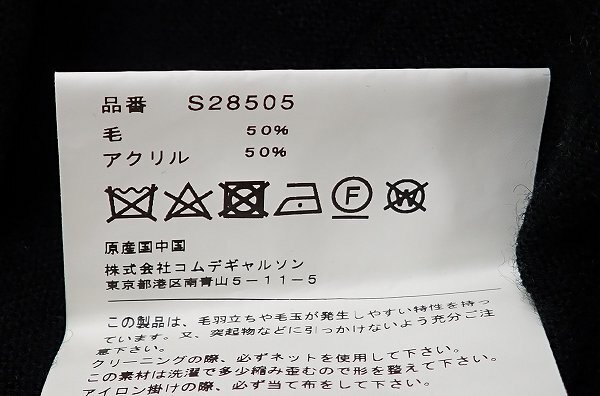 品番 S28505
毛 50%
アクリル 50%
F W
原産国中国
株式会社コムデギャルソン
東京都港区南青山5-11-5
この製品は、毛羽立ちや毛玉が発生しやすい特性を持っ
ています。又、突起物などに引っかけないよう充分ご注
意下さい。
クリーニングの際、必ずネットを使用して下さい。
この素材は洗濯で多少縮み歪むので形を整えて下さい。
アイロン掛けの際、必ず当て布をして下さい。